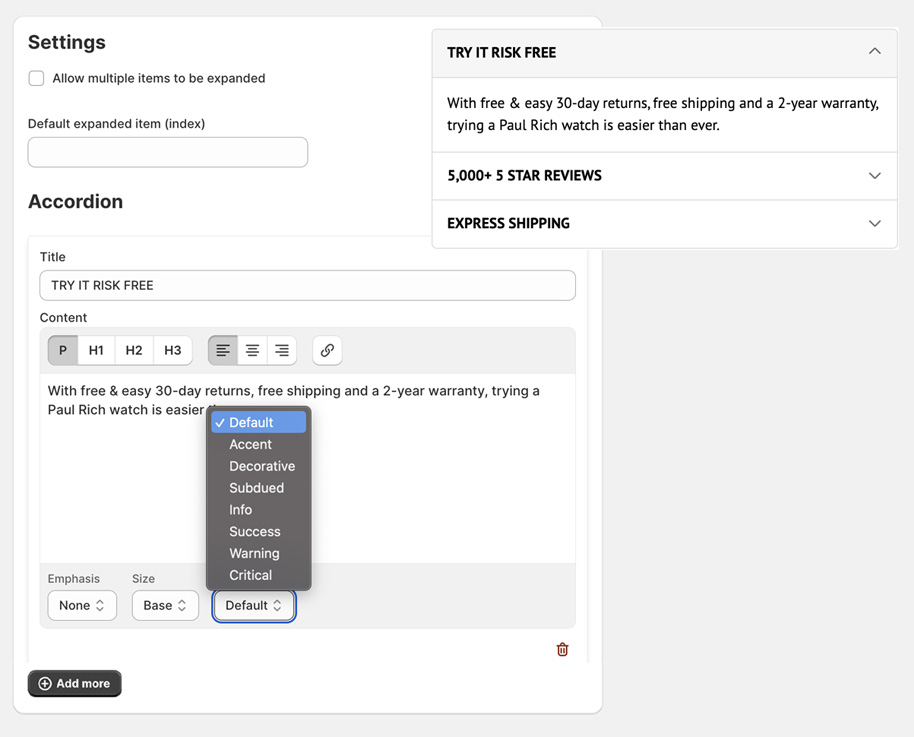 Settings
Allow multiple items to be expanded
Default expanded item (index)
Accordion
TRY IT RISK FREE
With free & easy 30-day returns, free shipping and a 2-year warranty,
trying a Paul Rich watch is easier than ever.
5,000+ 5 STAR REVIEWS
EXPRESS SHIPPING
Title
TRY IT RISK FREE
Content
P H1 H2 H3
With free & easy 30-day returns, free shipping and a 2-year warranty, trying a
Paul Rich watch is easier
✓ Default
Accent
Decorative
Subdued
Info
Success
Warning
Critical
Emphasis Size
None Base Default
Add more